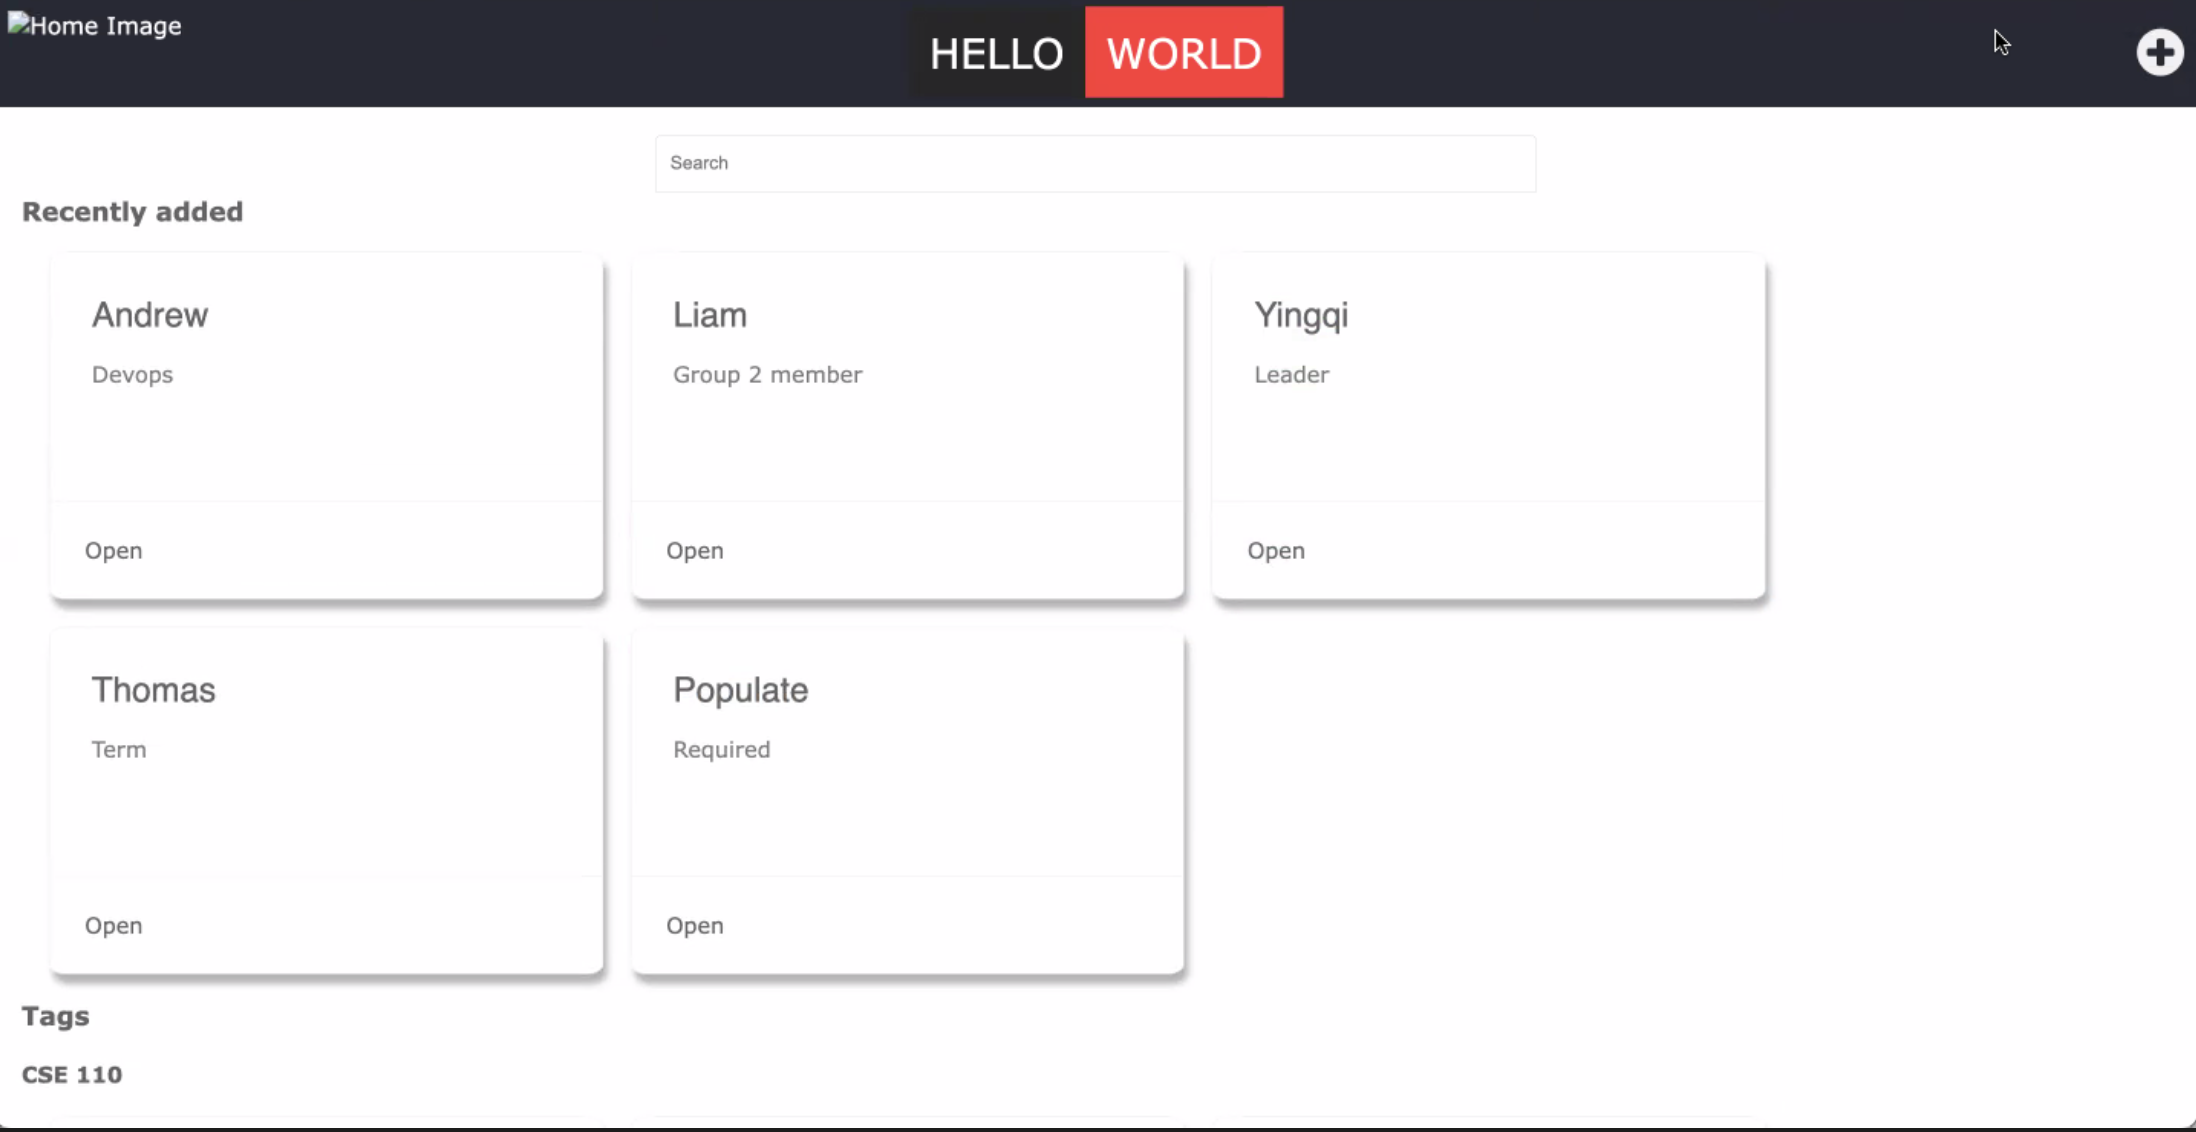 Home Image
HELLO WORLD
Search
Recently added
Andrew
Devops
Open
Liam
Group 2 member
Open
Yingqi
Leader
Open
Thomas
Term
Open
Populate
Required
Open
Tags
CSE 110